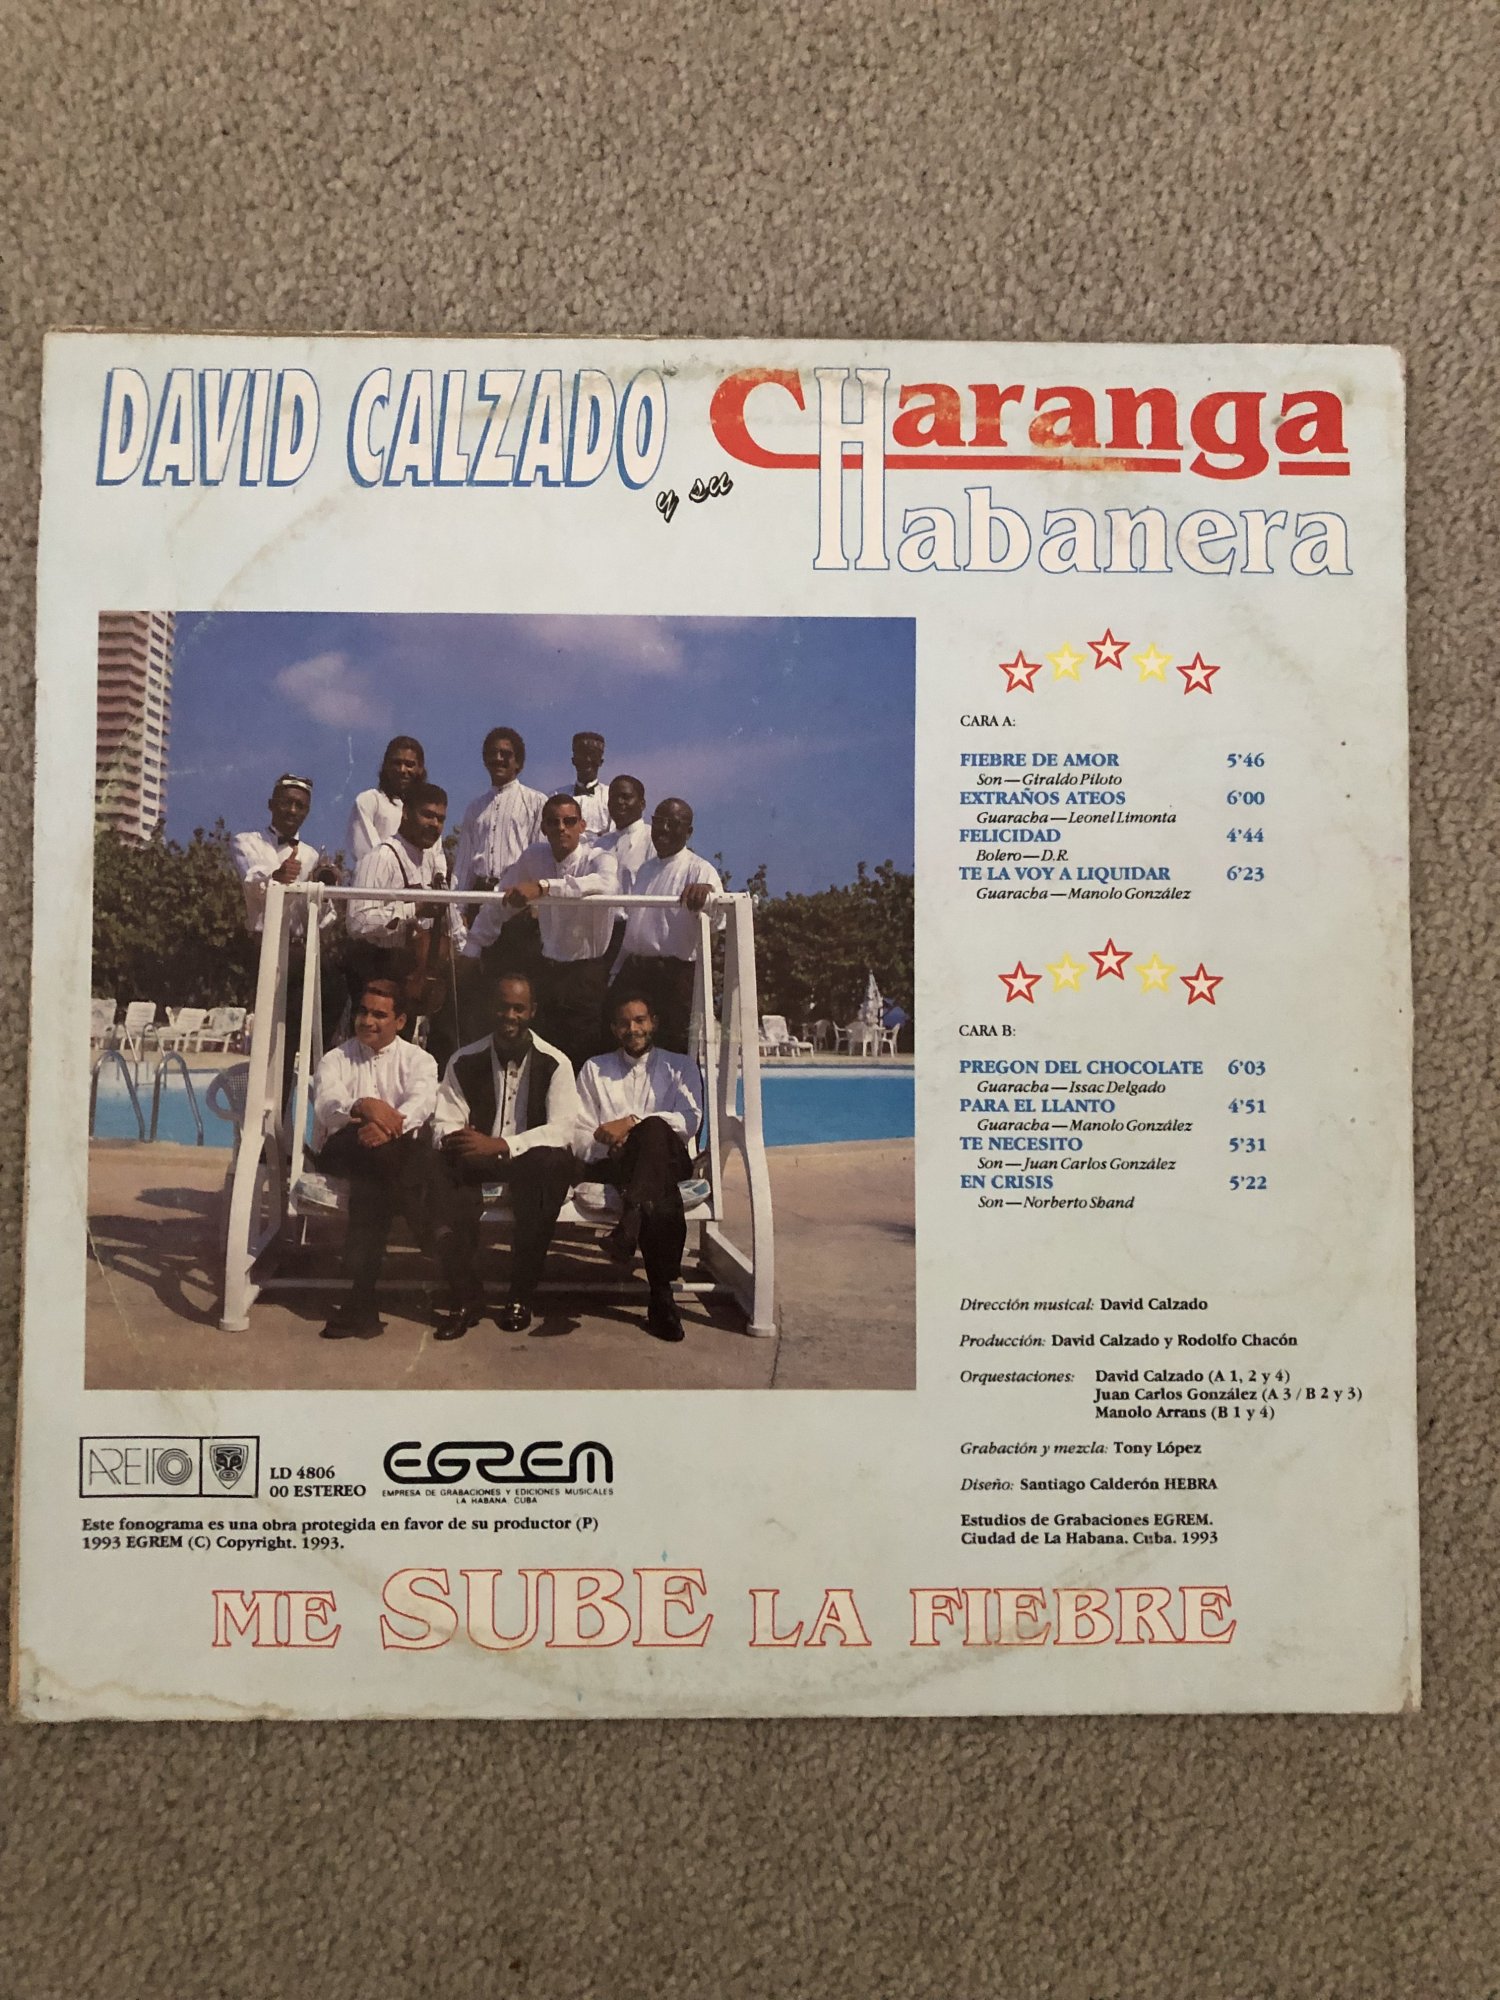 DAVID CALZADO y su CHaranga
Habanera
CARA A:
FIEBRE DE AMOR 5'46
Son—Giraldo Piloto
EXTRAÑOS ATEOS 6'00
Guaracha—Leonel Limonta
FELICIDAD 4'44
Bolero—D.R.
TE LA VOY A LIQUIDAR 6'23
Guaracha—Manolo González
CARA B:
PREGON DEL CHOCOLATE 6'03
Guaracha—Issac Delgado
PARA EL LLANTO 4'51
Guaracha—Manolo González
TE NECESITO 5'31
Son—Juan Carlos González
EN CRISIS 5'22
Son—Norberto Shand
Dirección musical: David Calzado
Producción: David Calzado y Rodolfo Chacón
Orquestaciones: David Calzado (A 1, 2 y 4)
Juan Carlos González (A 3 / B 2 y 3)
Manolo Arrans (B 1 y 4)
Grabación y mezcla: Tony López
Diseño: Santiago Calderón HEBRA
Estudios de Grabaciones EGREM.
Ciudad de La Habana. Cuba. 1993
AREITO
LD 4806
00 ESTEREO
EGREM
EMPRESA DE GRABACIONES Y EDICIONES MUSICALES
LA HABANA CUBA
Este fonograma es una obra protegida en favor de su productor (P)
1993 EGREM (C) Copyright. 1993.
ME SUBE LA FIEBRE